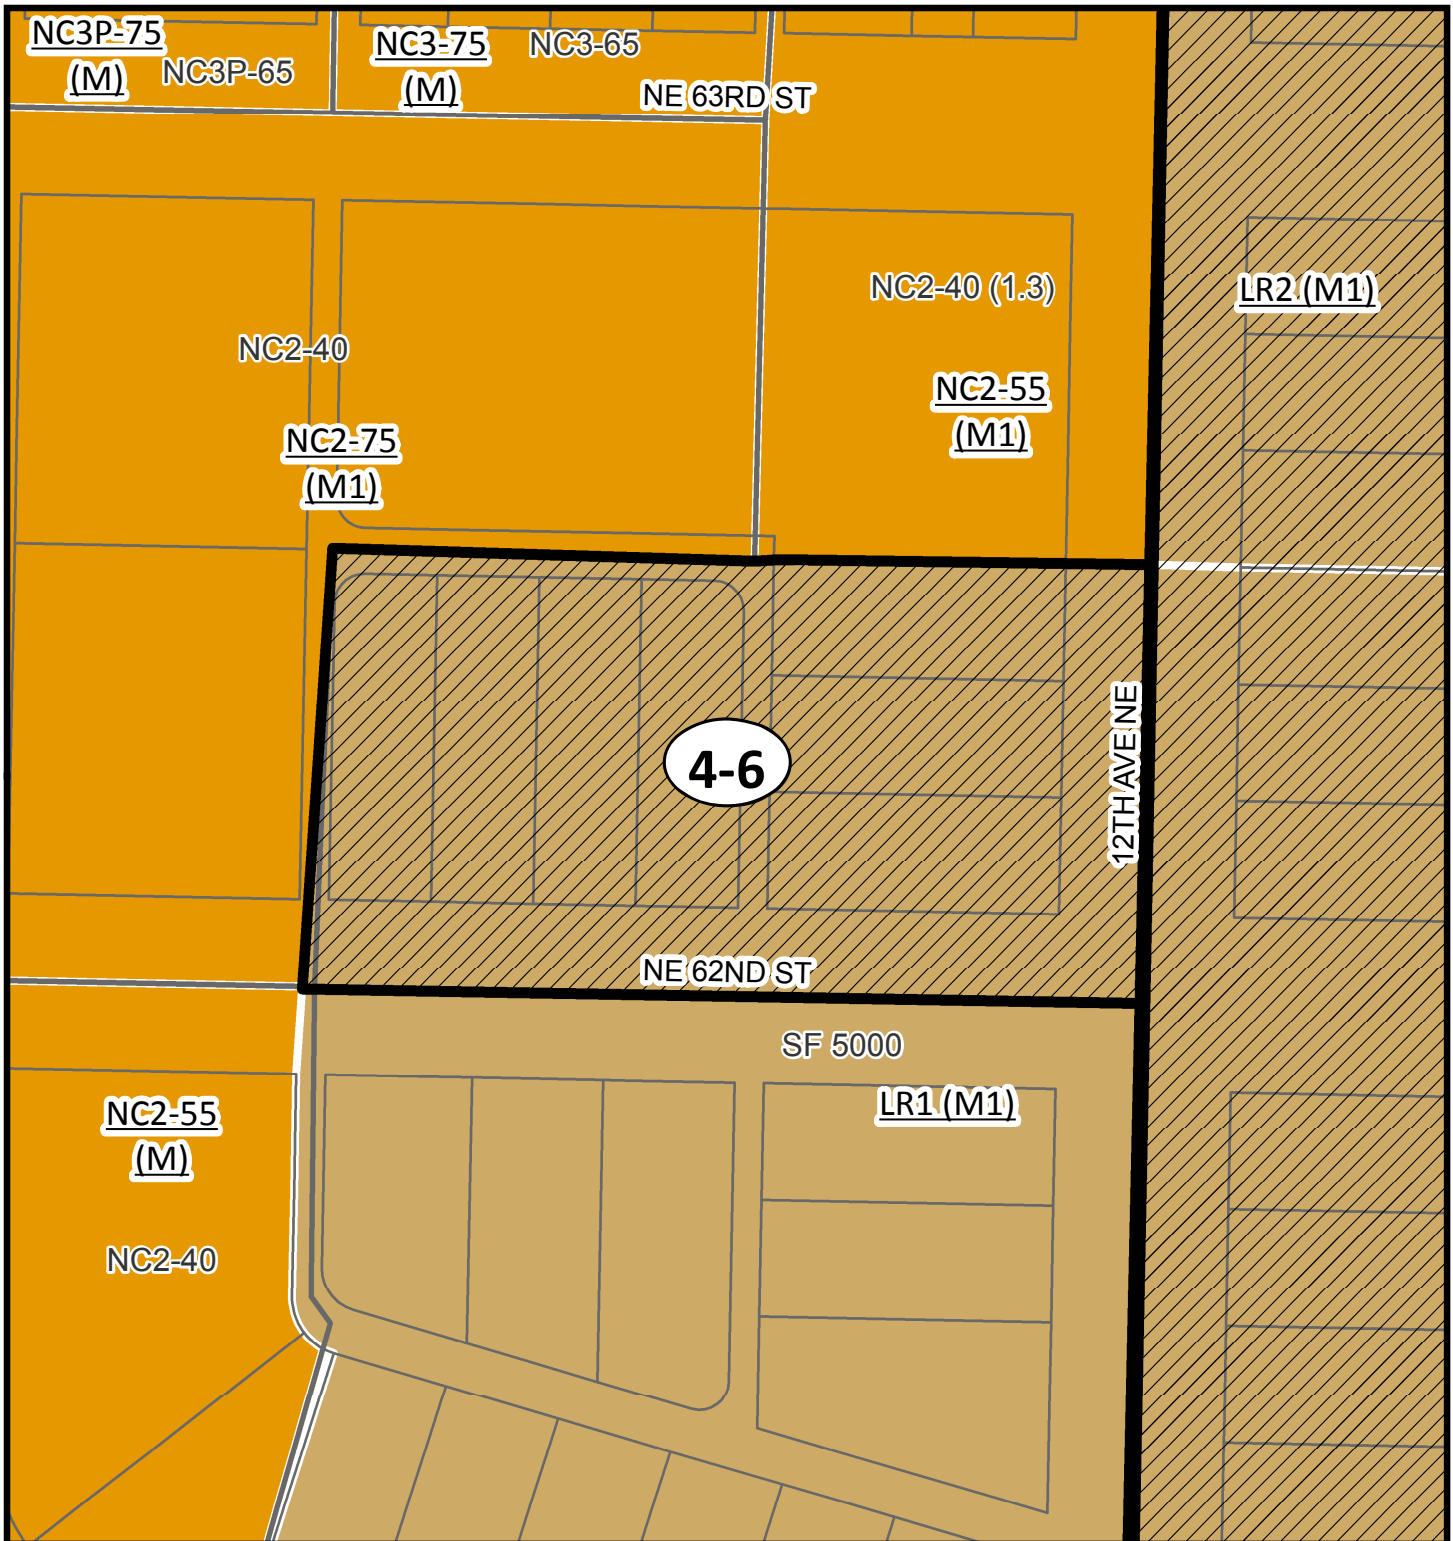 NC3P-75
(M)
NC3P-65
NC3-75
(M)
NC3-65
NE 63RD ST
NC2-40 (1.3)
LR2 (M1)
NC2-40
NC2-55
(M1)
NC2-75
(M1)
4-6
12TH AVE NE
NE 62ND ST
SF 5000
LR1 (M1)
NC2-55
(M)
NC2-40